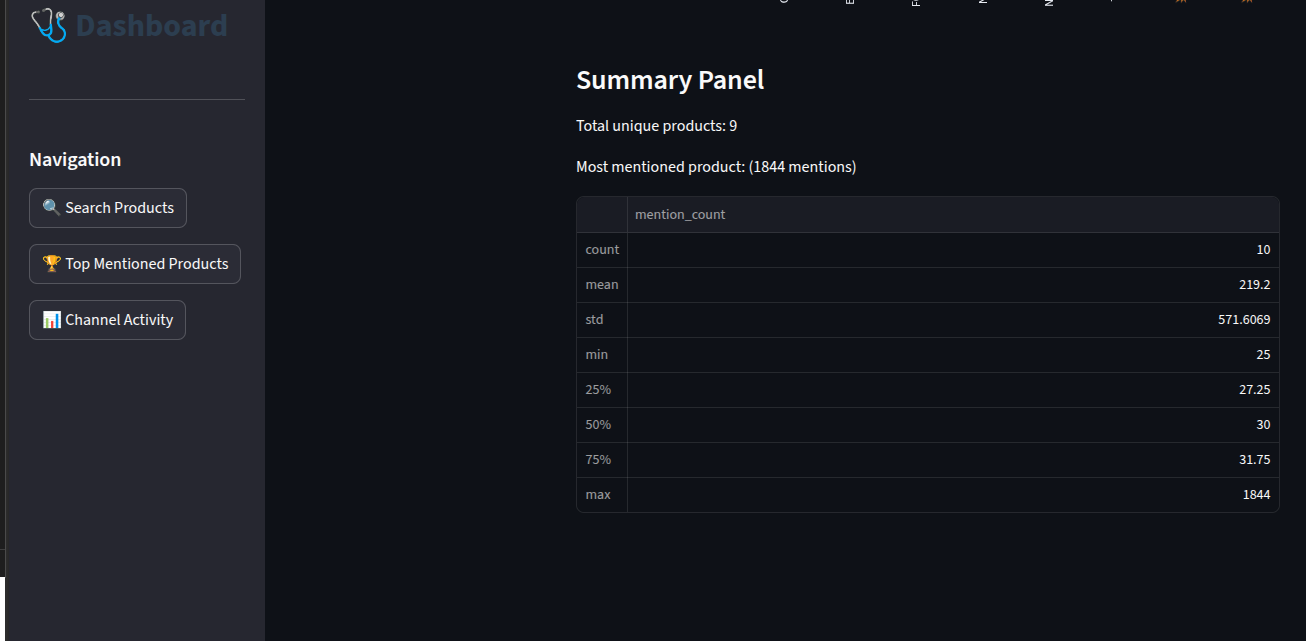 Dashboard
Navigation
Search Products
Top Mentioned Products
Channel Activity
Summary Panel
Total unique products: 9
Most mentioned product: (1844 mentions)
mention_count
count 10
mean 219.2
std 571.6069
min 25
25% 27.25
50% 30
75% 31.75
max 1844